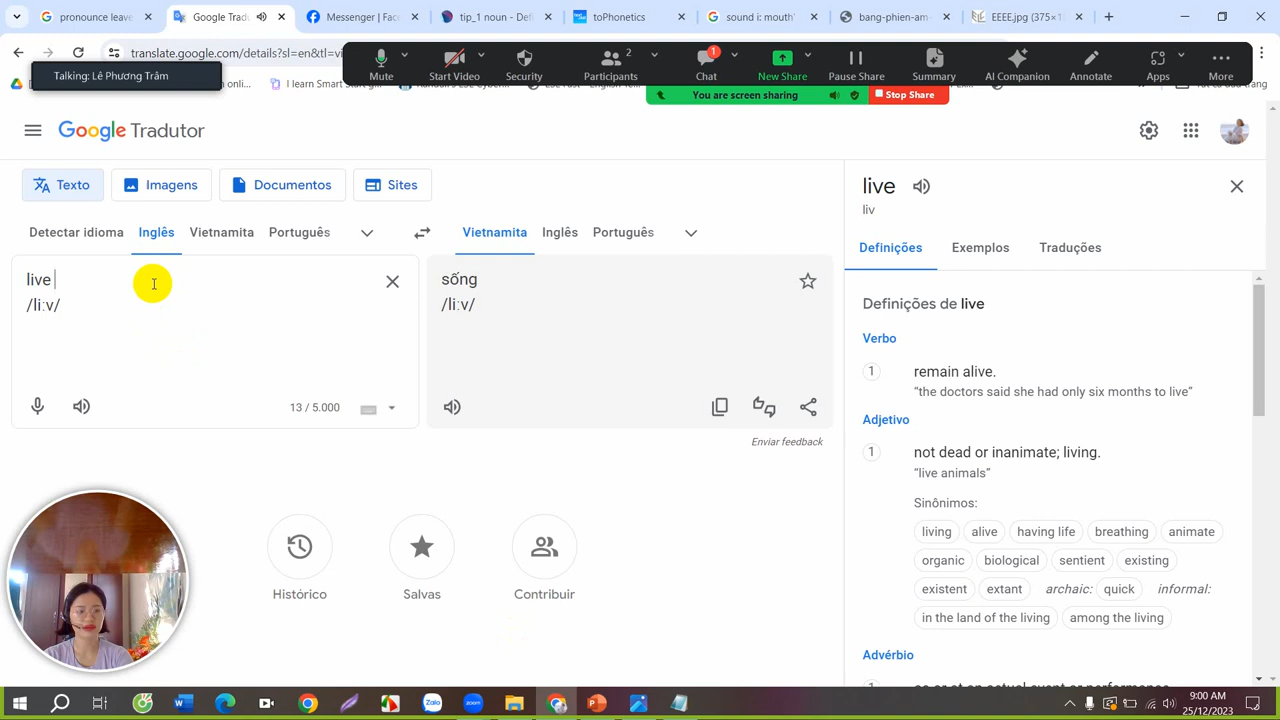 pronounce leave
Google Tradu
Messenger | Fac
tip_1 noun - Def
toPhonetics
sound i: mouth
bang-phien-am-
EEEE.jpg (375×1
translate.google.com/details?sl=en&tl=vi
Talking: Lê Phương Trâm
Mute
Start Video
Security
2
Participants
1
Chat
New Share
Pause Share
Summary
AI Companion
Annotate
Apps
More
You are screen sharing
Stop Share
I learn Smart Start g...
Google Tradutor
Texto
Imagens
Documentos
Sites
Detectar idioma
Inglês
Vietnamita
Português
Vietnamita
Inglês
Português
live
/liːv/
13 / 5.000
sống
/liːv/
Enviar feedback
Histórico
Salvas
Contribuir
live
liv
Definições
Exemplos
Traduções
Definições de live
Verbo
1
remain alive.
“the doctors said she had only six months to live”
Adjetivo
1
not dead or inanimate; living.
“live animals”
Sinônimos:
living
alive
having life
breathing
animate
organic
biological
sentient
existing
existent
extant
archaic:
quick
informal:
in the land of the living
among the living
Advérbio
Zalo
zoom
9:00 AM
25/12/2023